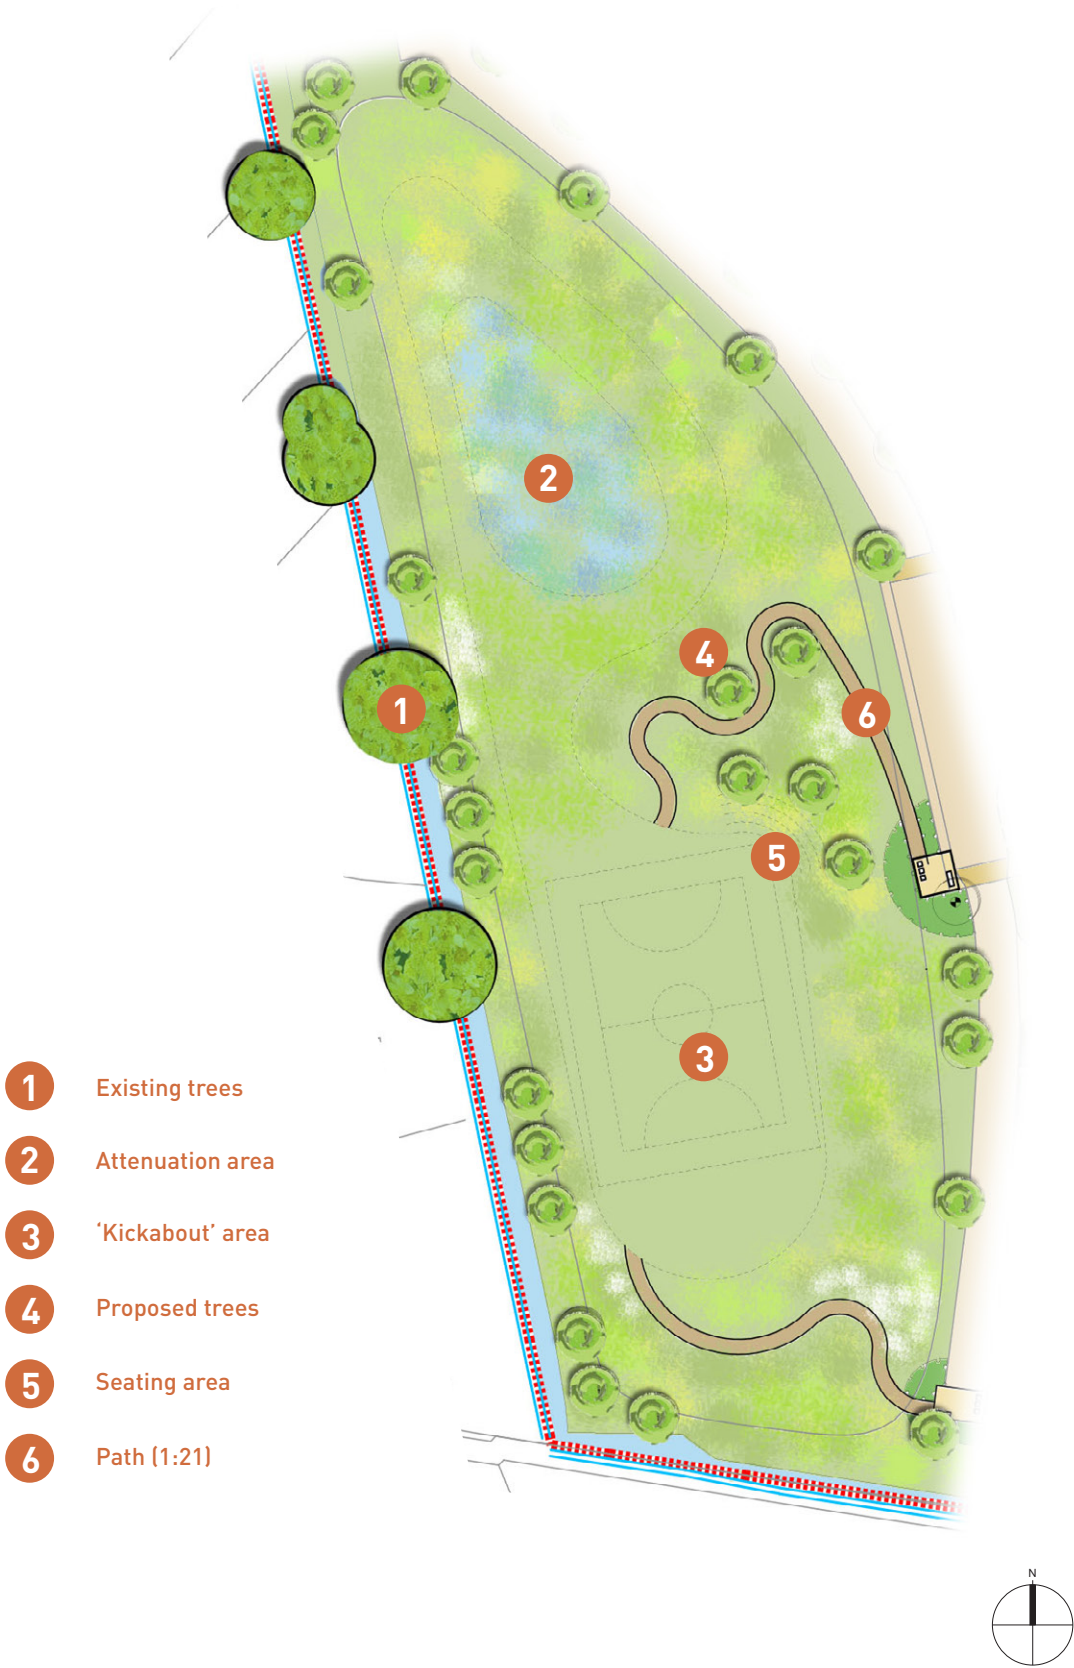 2
4
1
6
5
3
1 Existing trees
2 Attenuation area
3 ‘Kickabout’ area
4 Proposed trees
5 Seating area
6 Path (1:21)
N